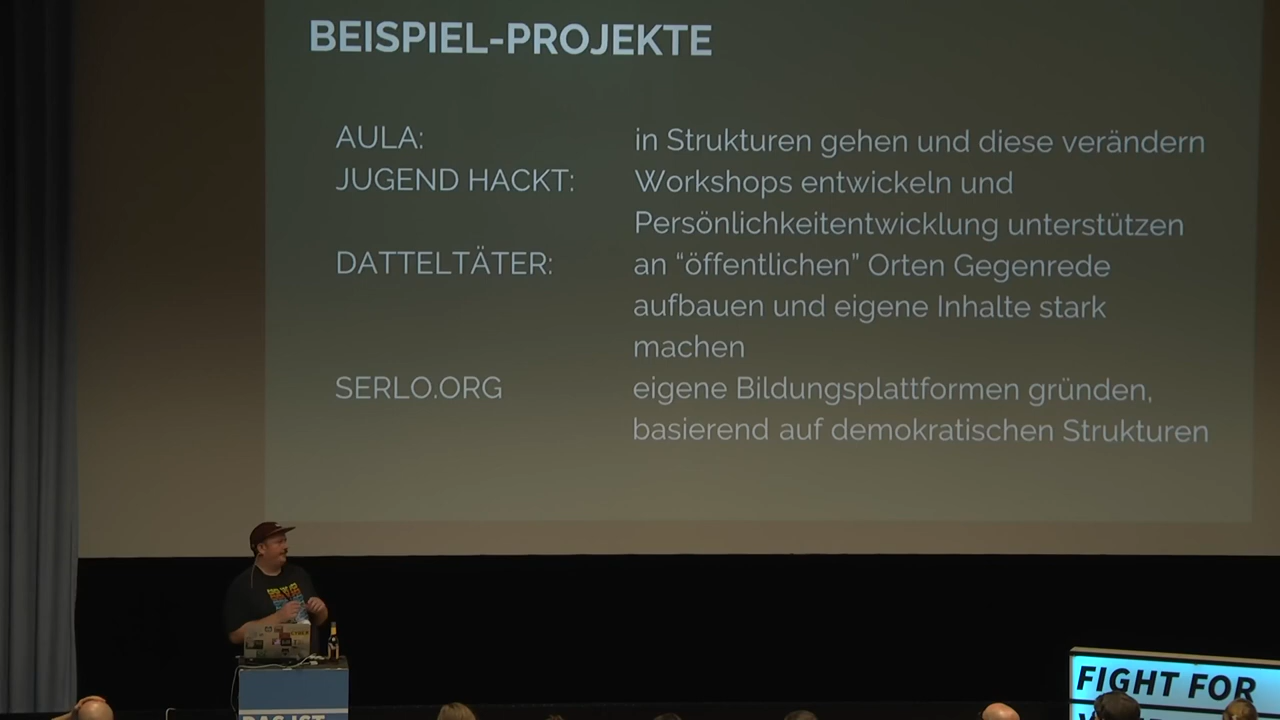 BEISPIEL-PROJEKTE
AULA: in Strukturen gehen und diese verändern
JUGEND HACKT: Workshops entwickeln und
Persönlichkeitentwicklung unterstützen
DATTELTÄTER: an “öffentlichen” Orten Gegenrede
aufbauen und eigene Inhalte stark
machen
SERLO.ORG eigene Bildungsplattformen gründen,
basierend auf demokratischen Strukturen
FIGHT FOR
DAS IST